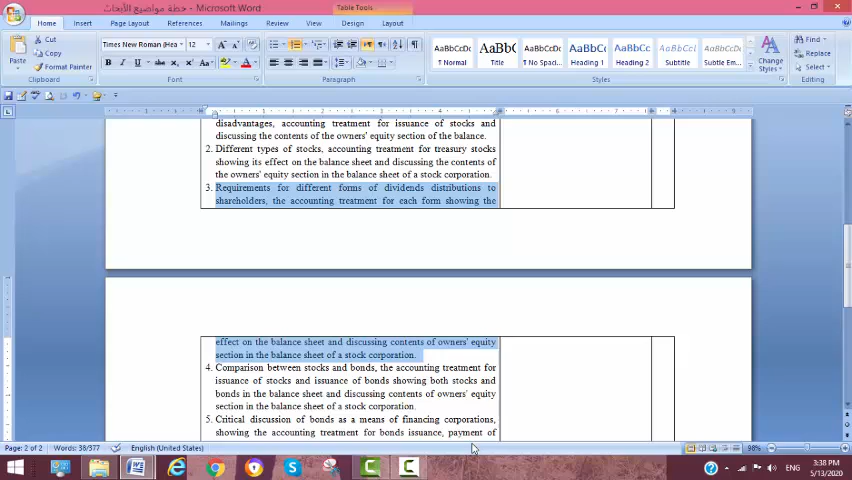 خطة مواضيع الأبحاث - Microsoft Word
Table Tools
Home Insert Page Layout References Mailings Review View Design Layout
Paste
Cut
Copy
Format Painter
Clipboard
Times New Roman (Hea 12
Font
Paragraph
AaBbCcDc AaBbC AaBbCcDc AaBbCc AaBbCc AaBbCcL AaBbCcDc
¶ Normal Title ¶ No Spaci... Heading 1 Heading 2 Subtitle Subtle Em...
Change
Styles
Styles
Find
Replace
Select
Editing
disadvantages, accounting treatment for issuance of stocks and
discussing the contents of the owners' equity section of the balance.
2. Different types of stocks, accounting treatment for treasury stocks
showing its effect on the balance sheet and discussing the contents of
the owners' equity section in the balance sheet of a stock corporation.
3. Requirements for different forms of dividends distributions to
shareholders, the accounting treatment for each form showing the
effect on the balance sheet and discussing contents of owners' equity
section in the balance sheet of a stock corporation.
4. Comparison between stocks and bonds, the accounting treatment for
issuance of stocks and issuance of bonds showing both stocks and
bonds in the balance sheet and discussing contents of owners' equity
section in the balance sheet of a stock corporation.
5. Critical discussion of bonds as a means of financing corporations,
showing the accounting treatment for bonds issuance, payment of
Page: 2 of 2 Words: 38/377 English (United States) 98%
ENG 3:38 PM
5/13/2020